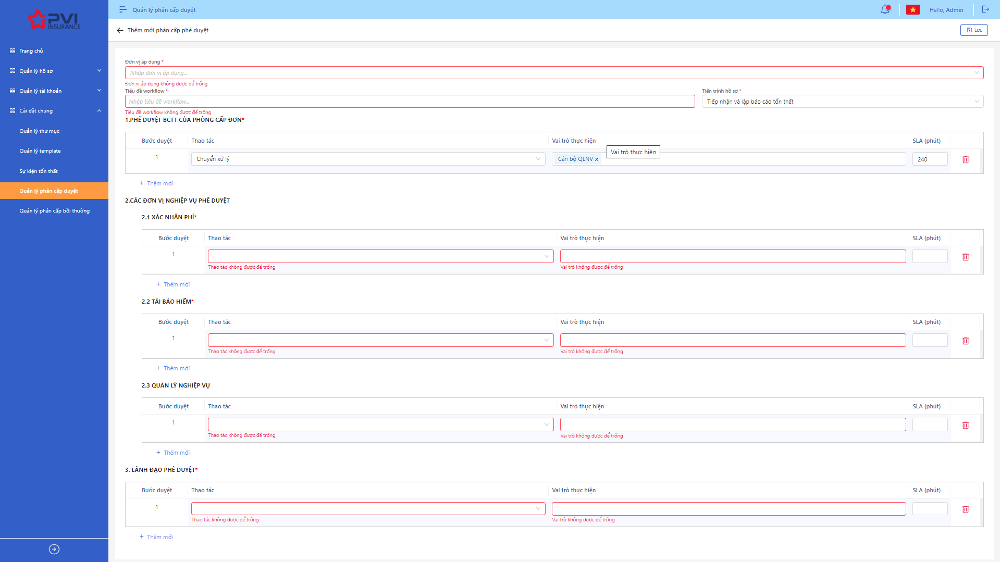 PVI
INSURANCE
Trang chủ
Quản lý hồ sơ
Quản lý tài khoản
Cài đặt chung
Quản lý thư mục
Quản lý template
Sự kiện tổn thất
Quản lý phân cấp duyệt
Quản lý phân cấp bồi thường
Quản lý phân cấp duyệt
Hello, Admin
Thêm mới phân cấp phê duyệt
Lưu
Đơn vị áp dụng *
Nhập đơn vị áp dụng...
Đơn vị áp dụng không được để trống
Tiêu đề workflow *
Tiến trình hồ sơ *
Nhập tiêu đề workflow...
Tiếp nhận và lập báo cáo tổn thất
Tiêu đề workflow không được để trống
1.PHÊ DUYỆT BCTT CỦA PHÒNG CẤP ĐƠN*
Bước duyệt Thao tác Vai trò thực hiện SLA (phút)
Vai trò thực hiện
1 Chuyển xử lý Cán bộ QLNV x 240
+ Thêm mới
2.CÁC ĐƠN VỊ NGHIỆP VỤ PHÊ DUYỆT
2.1 XÁC NHẬN PHÍ*
Bước duyệt Thao tác Vai trò thực hiện SLA (phút)
1
Thao tác không được để trống Vai trò không được để trống
+ Thêm mới
2.2 TÁI BẢO HIỂM*
Bước duyệt Thao tác Vai trò thực hiện SLA (phút)
1
Thao tác không được để trống Vai trò không được để trống
+ Thêm mới
2.3 QUẢN LÝ NGHIỆP VỤ
Bước duyệt Thao tác Vai trò thực hiện SLA (phút)
1
Thao tác không được để trống Vai trò không được để trống
+ Thêm mới
3. LÃNH ĐẠO PHÊ DUYỆT*
Bước duyệt Thao tác Vai trò thực hiện SLA (phút)
1
Thao tác không được để trống Vai trò không được để trống
+ Thêm mới